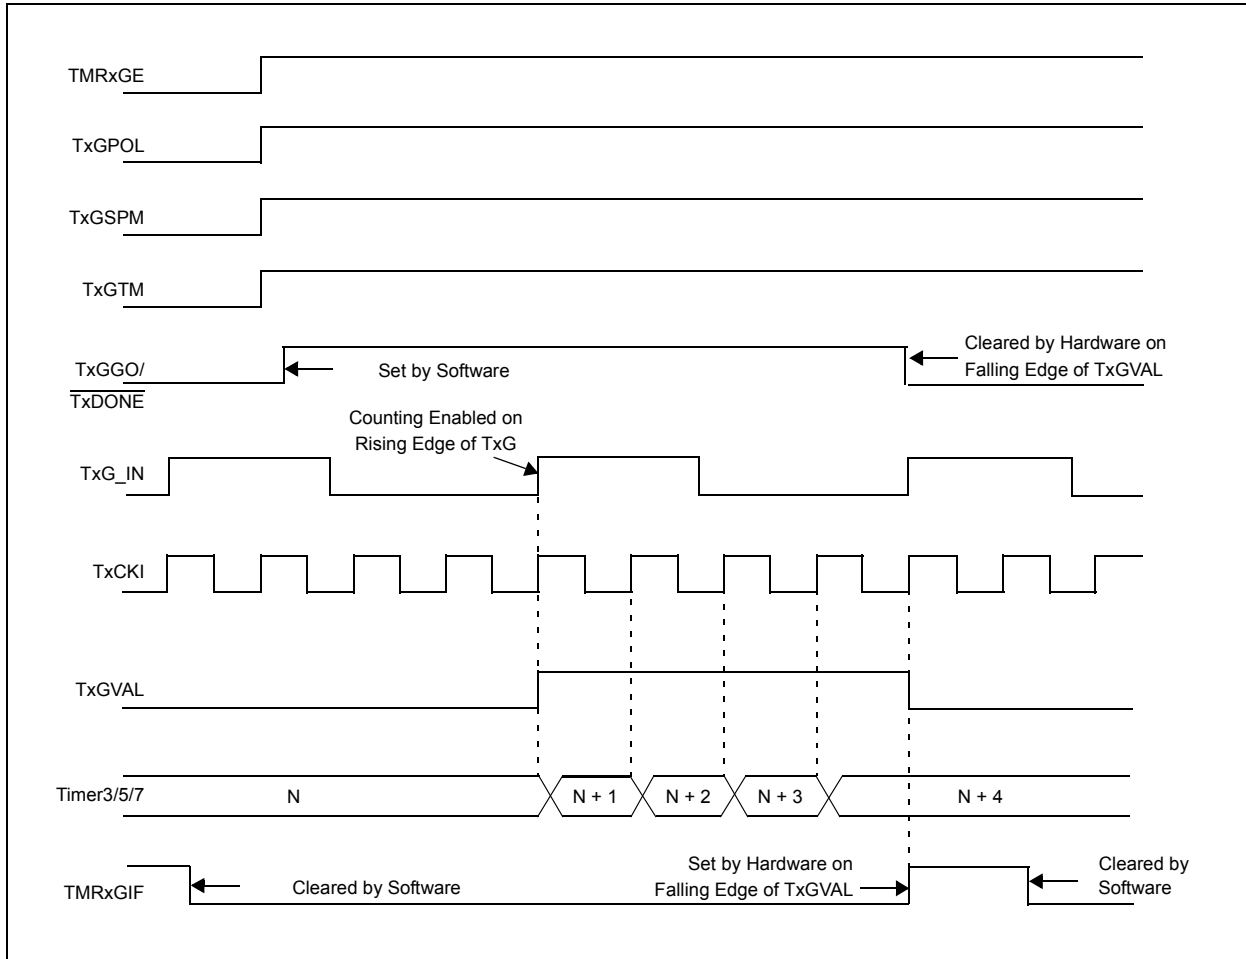 TMRxGE
TxGPOL
TxGSPM
TxGTM
TxGGO/
TxDONE
Set by Software
Cleared by Hardware on
Falling Edge of TxGVAL
Counting Enabled on
Rising Edge of TxG
TxG_IN
TxCKI
TxGVAL
Timer3/5/7
N
N + 1
N + 2
N + 3
N + 4
TMRxGIF
Cleared by Software
Set by Hardware on
Falling Edge of TxGVAL
Cleared by
Software